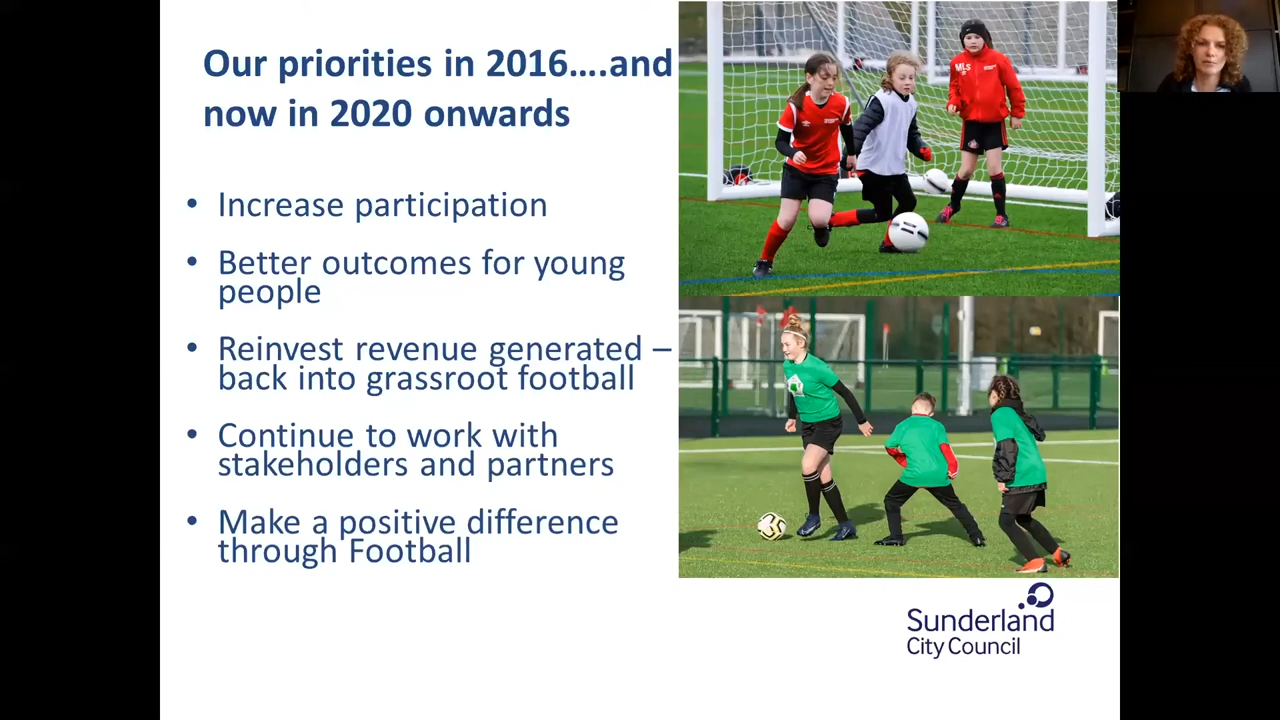 Our priorities in 2016….and
now in 2020 onwards
• Increase participation
• Better outcomes for young
people
• Reinvest revenue generated –
back into grassroot football
• Continue to work with
stakeholders and partners
• Make a positive difference
through Football
MLS
Sunderland
City Council